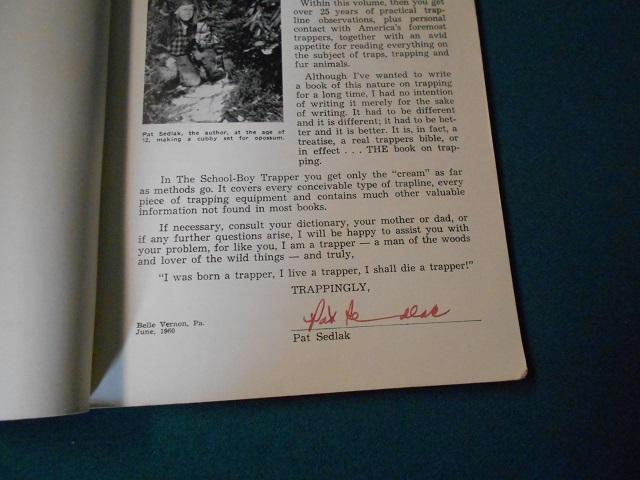 Within this volume, then you get
over 25 years of practical trap-
line observations, plus personal
contact with America's foremost
trappers, together with an avid
appetite for reading everything on
the subject of traps, trapping and
fur animals.
Although I've wanted to write
a book of this nature on trapping
for a long time, I had no intention
of writing it merely for the sake
of writing. It had to be different
and it is different; it had to be bet-
ter and it is better. It is, in fact, a
treatise, a real trappers bible, or
in effect . . . THE book on trap-
ping.
Pat Sedlak, the author, at the age of
12, making a cubby set for opossum.
In The School-Boy Trapper you get only the "cream" as far
as methods go. It covers every conceivable type of trapline, every
piece of trapping equipment and contains much other valuable
information not found in most books.
If necessary, consult your dictionary, your mother or dad, or
if any further questions arise, I will be happy to assist you with
your problem, for like you, I am a trapper — a man of the woods
and lover of the wild things — and truly,
"I was born a trapper, I live a trapper, I shall die a trapper!"
TRAPPINGLY,
Pat Sedlak
Belle Vernon, Pa.
June, 1960
Pat Sedlak